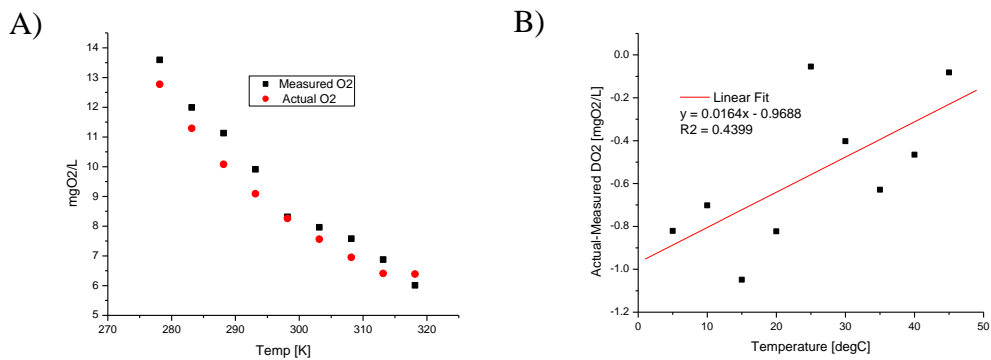 A)
14
13
12
11
10
9
8
7
6
5
mgO2/L
270
280
290
300
310
320
Temp [K]
Measured O2
Actual O2
B)
0.0
-0.2
-0.4
-0.6
-0.8
-1.0
-1.2
Actual-Measured DO2 [mgO2/L]
0
10
20
30
40
50
Temperature [degC]
Linear Fit
y = 0.0164x - 0.9688
R2 = 0.4399